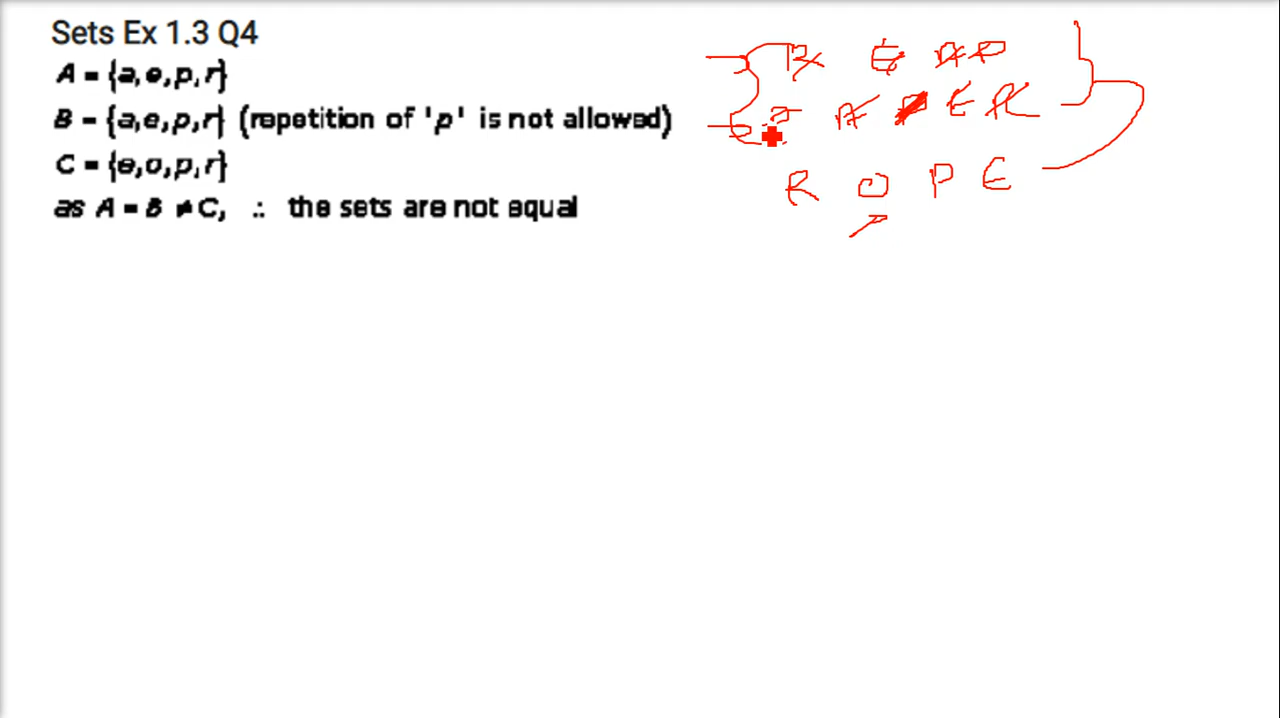 Sets Ex 1.3 Q4
A = {a,e,p,r}
B = {a,e,p,r} (repetition of 'p' is not allowed)
C = {e,o,p,r}
as A = B ≠ C, ∴ the sets are not equal
R E A P
P A P E R
R O P E